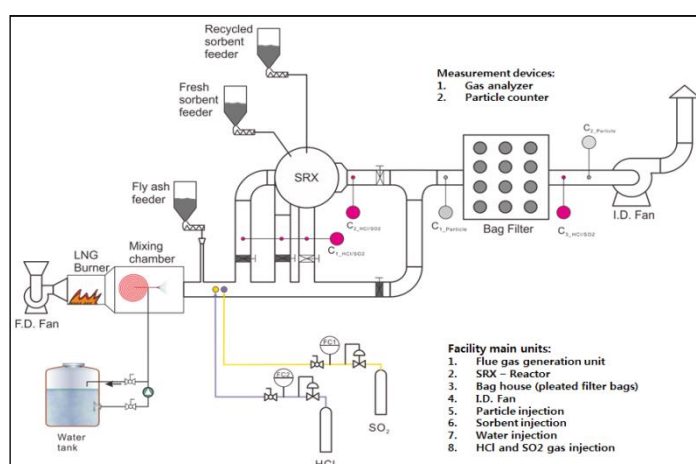 Recycled
sorbent
feeder
Fresh
sorbent
feeder
Fly ash
feeder
LNG
Burner
Mixing
chamber
F.D. Fan
Water
tank
SRX
C2_HCl/SO2
C1_HCl/SO2
FC1
FC2
SO2
HCl
Measurement devices:
1. Gas analyzer
2. Particle counter
C1_Particle
Bag Filter
C2_Particle
C3_HCl/SO2
I.D. Fan
Facility main units:
1. Flue gas generation unit
2. SRX – Reactor
3. Bag house (pleated filter bags)
4. I.D. Fan
5. Particle injection
6. Sorbent injection
7. Water injection
8. HCl and SO2 gas injection